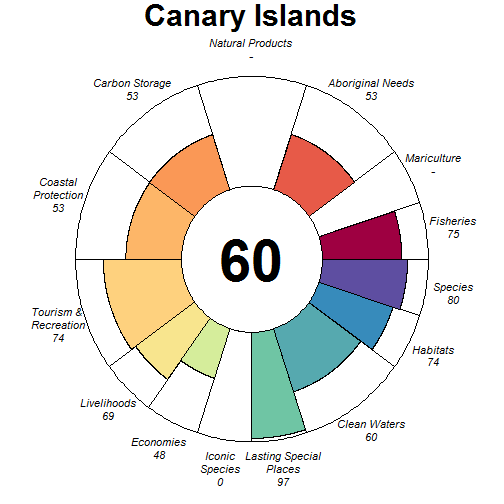 Canary Islands
Natural Products
-
Aboriginal Needs
53
Mariculture
-
Fisheries
75
Species
80
Habitats
74
Clean Waters
60
Lasting Special
Places
97
Iconic
Species
0
Economies
48
Livelihoods
69
Tourism &
Recreation
74
Coastal
Protection
53
Carbon Storage
53
60